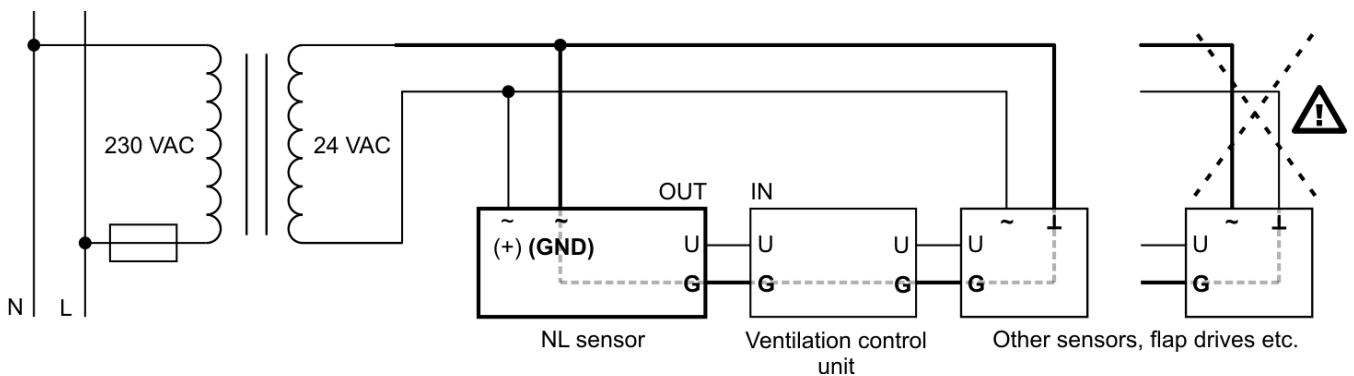 230 VAC
24 VAC
OUT
IN
~
~
(+) (GND)
U
G
U
G
U
G
~
⊥
U
G
~
⊥
U
G
!
N
L
NL sensor
Ventilation control
unit
Other sensors, flap drives etc.